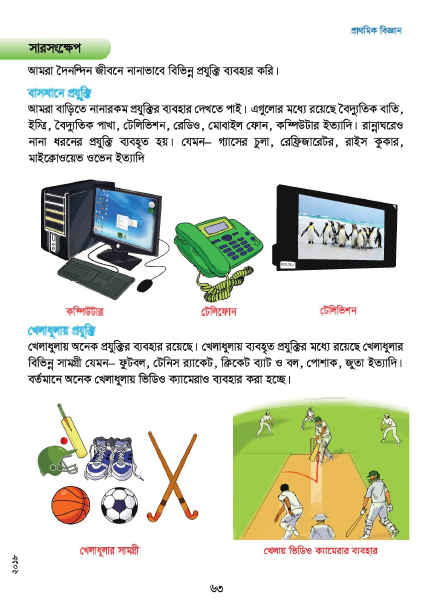 প্রাথমিক বিজ্ঞান
সারসংক্ষেপ
আমরা দৈনন্দিন জীবনে নানাভাবে বিভিন্ন প্রযুক্তি ব্যবহার করি।
বাসস্থানে প্রযুক্তি
আমরা বাড়িতে নানারকম প্রযুক্তির ব্যবহার দেখতে পাই। এগুলোর মধ্যে রয়েছে বৈদ্যুতিক বাতি,
ইস্ত্রি, বৈদ্যুতিক পাখা, টেলিভিশন, রেডিও, মোবাইল ফোন, কম্পিউটার ইত্যাদি। রান্নাঘরেও
নানা ধরনের প্রযুক্তি ব্যবহৃত হয়। যেমন– গ্যাসের চুলা, রেফ্রিজারেটর, রাইস কুকার,
মাইক্রোওয়েভ ওভেন ইত্যাদি
কম্পিউটার
টেলিফোন
টেলিভিশন
খেলাধুলায় প্রযুক্তি
খেলাধুলায় অনেক প্রযুক্তির ব্যবহার রয়েছে। খেলাধুলায় ব্যবহৃত প্রযুক্তির মধ্যে রয়েছে খেলাধুলার
বিভিন্ন সামগ্রী যেমন– ফুটবল, টেনিস র‍্যাকেট, ক্রিকেট ব্যাট ও বল, পোশাক, জুতা ইত্যাদি।
বর্তমানে অনেক খেলাধুলায় ভিডিও ক্যামেরাও ব্যবহার করা হচ্ছে।
খেলাধুলার সামগ্রী
খেলায় ভিডিও ক্যামেরার ব্যবহার
২০১৮
৬৩